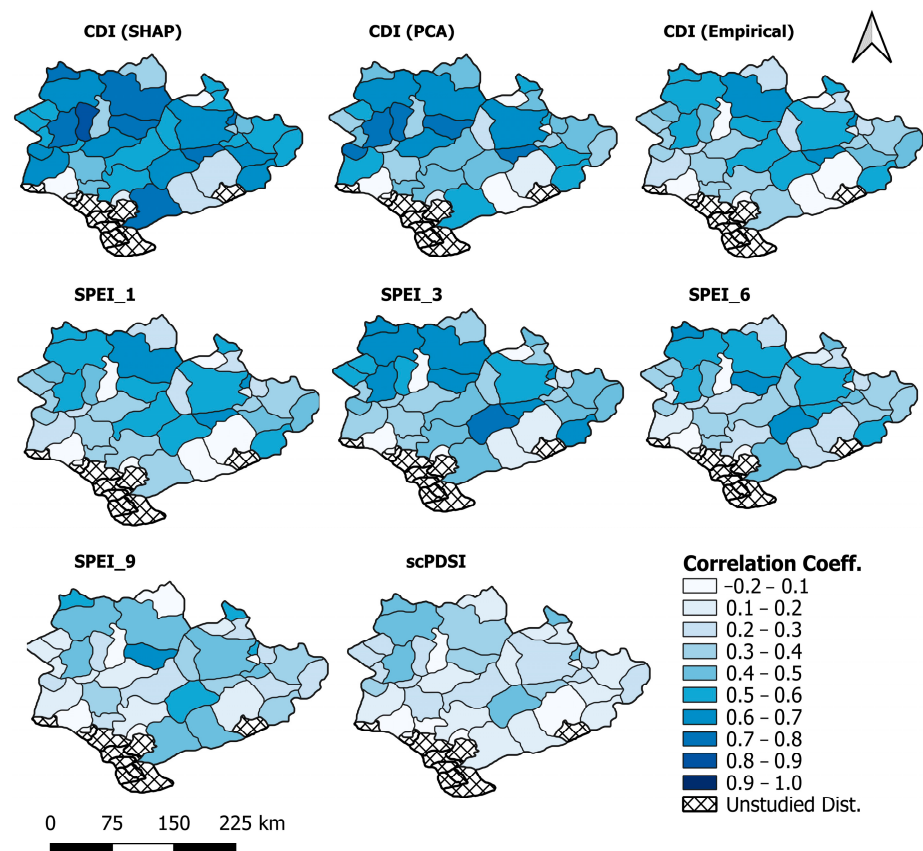 CDI (SHAP)
CDI (PCA)
CDI (Empirical)
SPEI_1
SPEI_3
SPEI_6
SPEI_9
scPDSI
Correlation Coeff.
−0.2 – 0.1
0.1 – 0.2
0.2 – 0.3
0.3 – 0.4
0.4 – 0.5
0.5 – 0.6
0.6 – 0.7
0.7 – 0.8
0.8 – 0.9
0.9 – 1.0
Unstudied Dist.
0 75 150 225 km